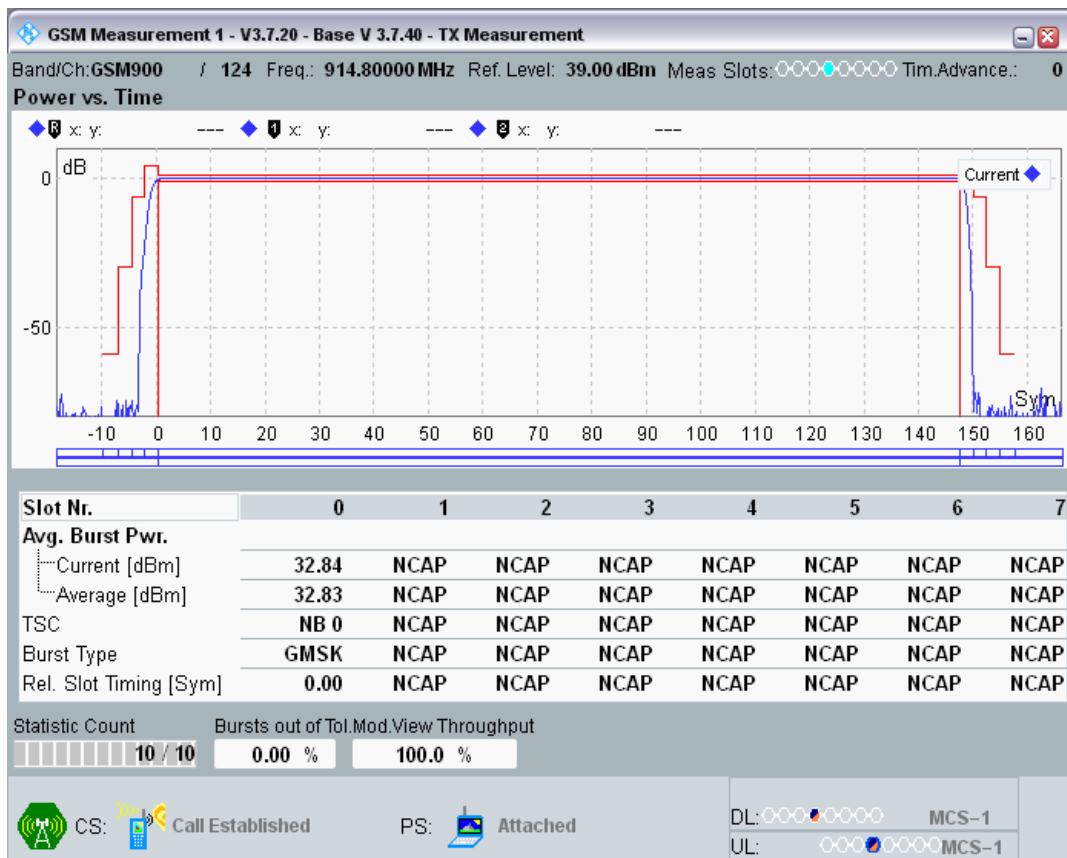 GSM Measurement 1 - V3.7.20 - Base V 3.7.40 - TX Measurement
Band/Ch:GSM900 / 124 Freq.: 914.80000 MHz Ref. Level: 39.00 dBm Meas Slots: Tim.Advance.: 0
Power vs. Time
R x: y: --- 1 x: y: --- 2 x: y: ---
dB
0
Current
-50
Sym
-10 0 10 20 30 40 50 60 70 80 90 100 110 120 130 140 150 160
Slot Nr. 0 1 2 3 4 5 6 7
Avg. Burst Pwr.
Current [dBm] 32.84 NCAP NCAP NCAP NCAP NCAP NCAP NCAP
Average [dBm] 32.83 NCAP NCAP NCAP NCAP NCAP NCAP NCAP
TSC NB 0 NCAP NCAP NCAP NCAP NCAP NCAP NCAP
Burst Type GMSK NCAP NCAP NCAP NCAP NCAP NCAP NCAP
Rel. Slot Timing [Sym] 0.00 NCAP NCAP NCAP NCAP NCAP NCAP NCAP
Statistic Count Bursts out of Tol.Mod.View Throughput
10 / 10 0.00 % 100.0 %
CS: Call Established PS: Attached
DL: MCS-1
UL: MCS-1